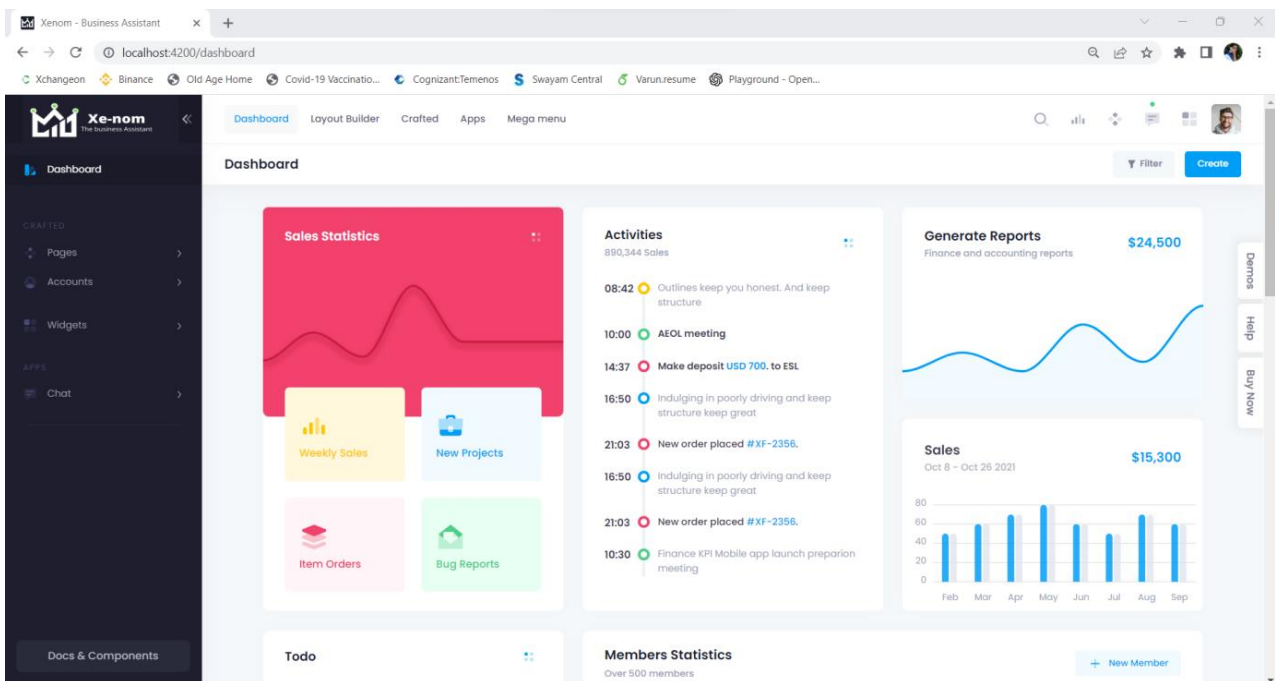 Xenom - Business Assistant
localhost:4200/dashboard
Xchangeon Binance Old Age Home Covid-19 Vaccinatio... Cognizant:Temenos Swayam Central Varun.resume Playground - Open...
Xe-nom
The business Assistant
Dashboard Layout Builder Crafted Apps Mega menu
Dashboard
Dashboard
Filter
Create
CRAFTED
Pages
Accounts
Widgets
APPS
Chat
Docs & Components
Sales Statistics
Weekly Sales
New Projects
Item Orders
Bug Reports
Activities
890,344 Sales
08:42 Outlines keep you honest. And keep
structure
10:00 AEOL meeting
14:37 Make deposit USD 700. to ESL
16:50 Indulging in poorly driving and keep
structure keep great
21:03 New order placed #XF-2356.
16:50 Indulging in poorly driving and keep
structure keep great
21:03 New order placed #XF-2356.
10:30 Finance KPI Mobile app launch preparion
meeting
Generate Reports
Finance and accounting reports
$24,500
Sales
Oct 8 - Oct 26 2021
$15,300
80
60
40
20
0
Feb Mar Apr May Jun Jul Aug Sep
Demos
Help
Buy Now
Todo
Members Statistics
Over 500 members
+ New Member